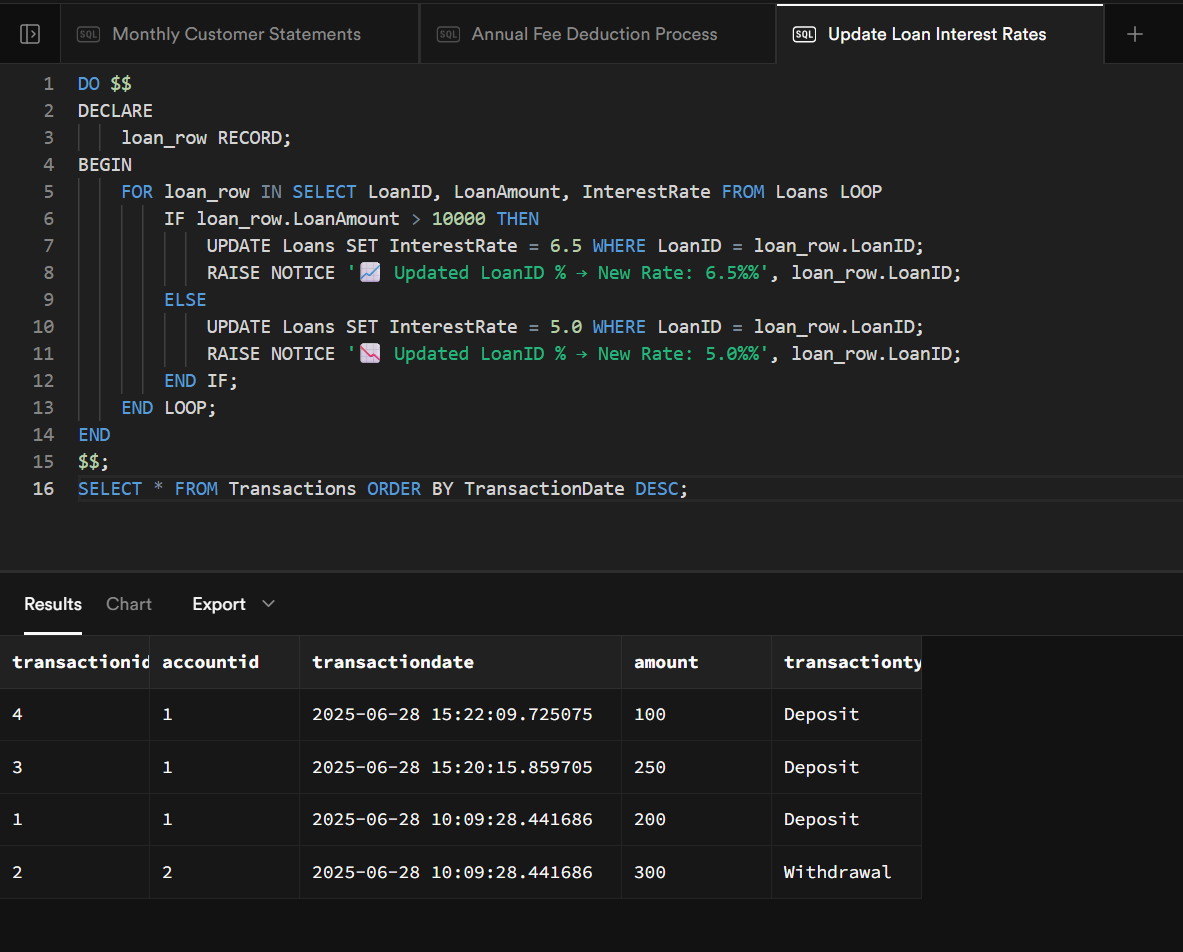 SQL Monthly Customer Statements SQL Annual Fee Deduction Process SQL Update Loan Interest Rates +
1 DO $$
2 DECLARE
3     loan_row RECORD;
4 BEGIN
5     FOR loan_row IN SELECT LoanID, LoanAmount, InterestRate FROM Loans LOOP
6         IF loan_row.LoanAmount > 10000 THEN
7             UPDATE Loans SET InterestRate = 6.5 WHERE LoanID = loan_row.LoanID;
8             RAISE NOTICE '📈 Updated LoanID % → New Rate: 6.5%%', loan_row.LoanID;
9         ELSE
10             UPDATE Loans SET InterestRate = 5.0 WHERE LoanID = loan_row.LoanID;
11             RAISE NOTICE '📉 Updated LoanID % → New Rate: 5.0%%', loan_row.LoanID;
12         END IF;
13     END LOOP;
14 END
15 $$;
16 SELECT * FROM Transactions ORDER BY TransactionDate DESC;
Results Chart Export
transactionid accountid transactiondate amount transactionty
4 1 2025-06-28 15:22:09.725075 100 Deposit
3 1 2025-06-28 15:20:15.859705 250 Deposit
1 1 2025-06-28 10:09:28.441686 200 Deposit
2 2 2025-06-28 10:09:28.441686 300 Withdrawal